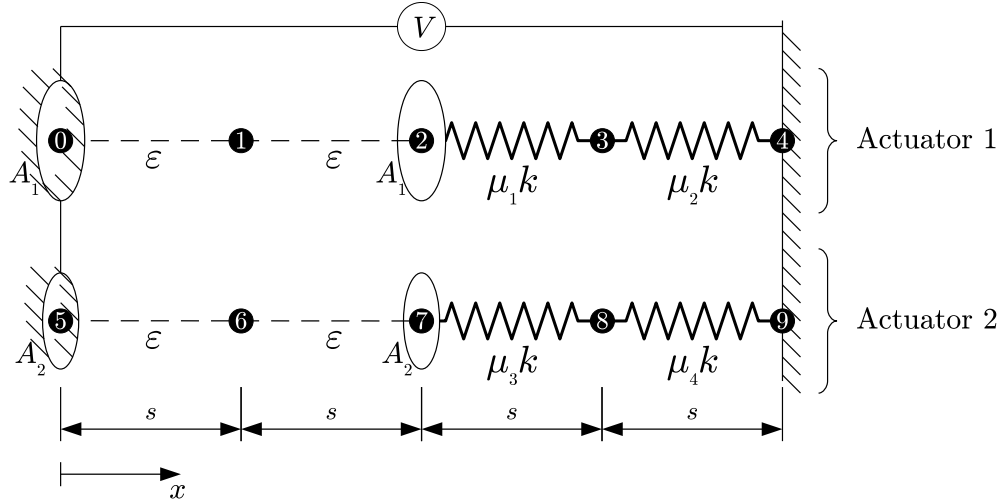 V
0 1 2 3 4 Actuator 1
A₁ ε ε A₁ μ₁k μ₂k
5 6 7 8 9 Actuator 2
A₂ ε ε A₂ μ₃k μ₄k
s s s s
x